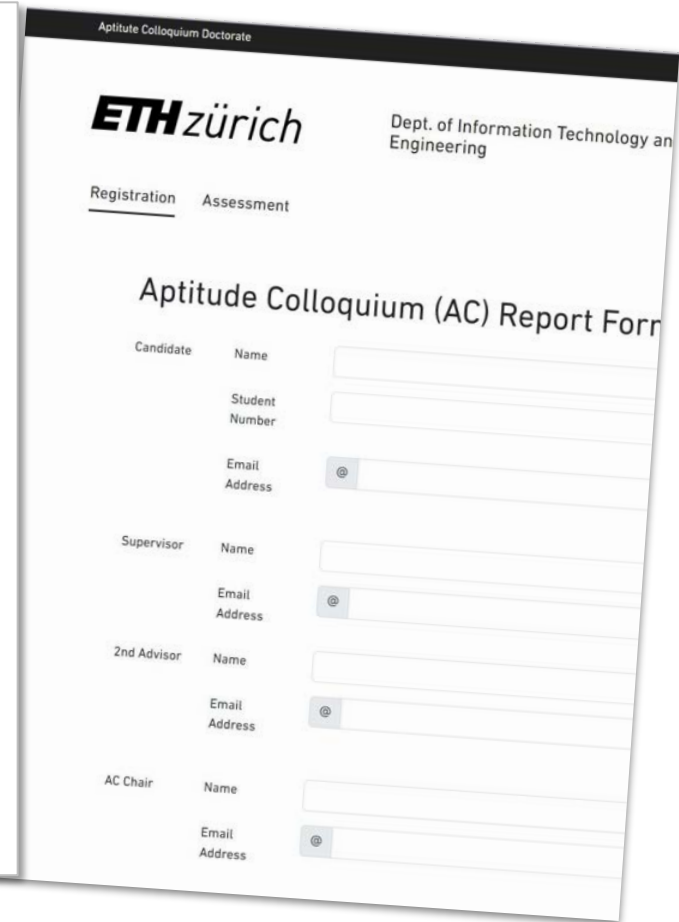 Aptitute Colloquium Doctorate
ETH zürich
Dept. of Information Technology an
Engineering
Registration Assessment
Aptitude Colloquium (AC) Report Forr
Candidate Name
Student
Number
Email
Address
@
Supervisor Name
Email
Address
@
2nd Advisor Name
Email
Address
@
AC Chair Name
Email
Address
@